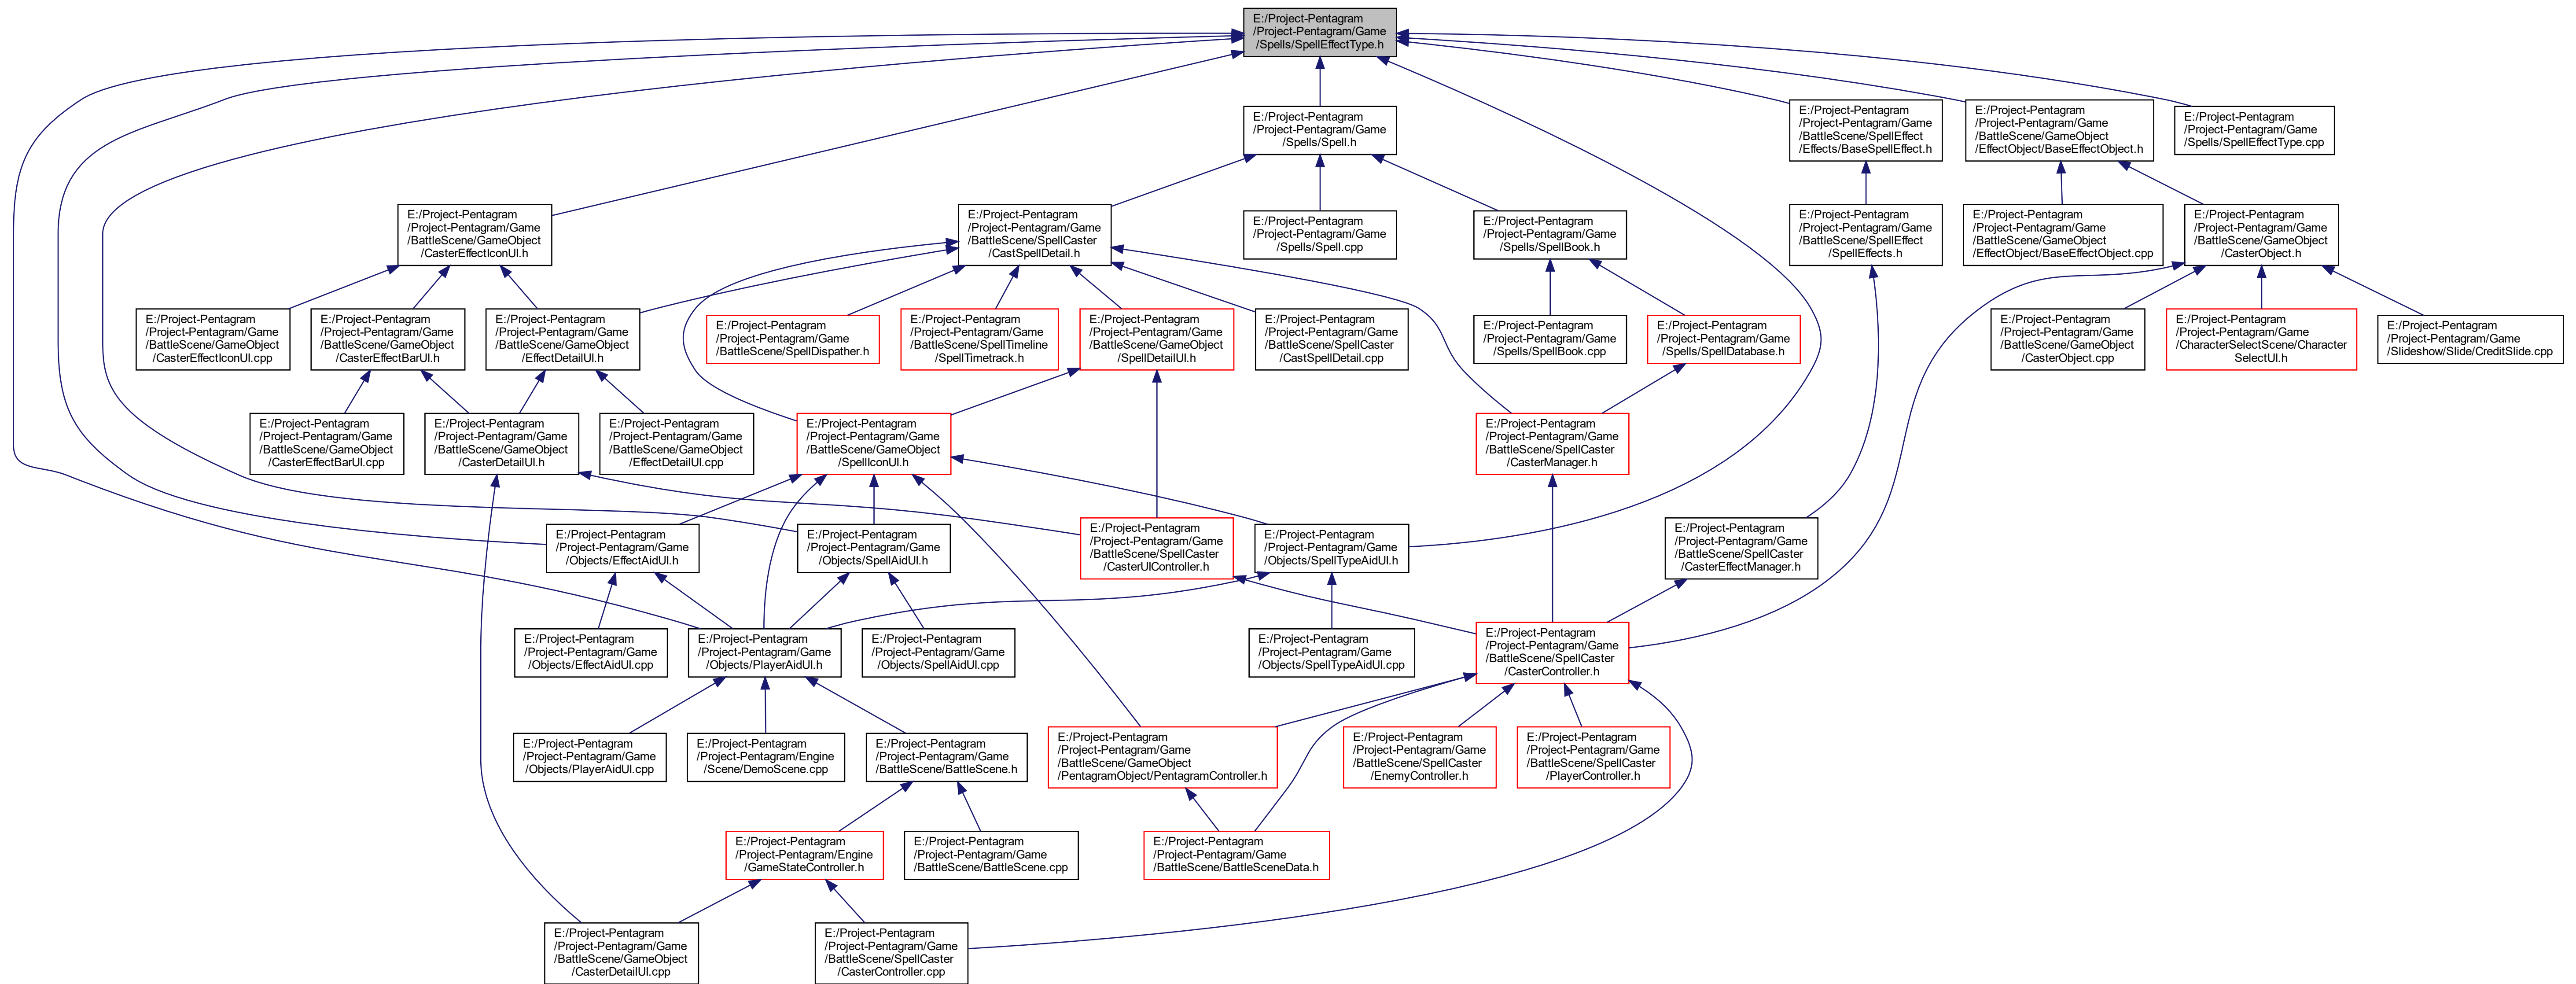 E:/Project-Pentagram
/Project-Pentagram/Game
/Spells/SpellEffectType.h
E:/Project-Pentagram
/Project-Pentagram/Game
/Spells/Spell.h
E:/Project-Pentagram
/Project-Pentagram/Game
/BattleScene/SpellEffect
/Effects/BaseSpellEffect.h
E:/Project-Pentagram
/Project-Pentagram/Game
/BattleScene/GameObject
/EffectObject/BaseEffectObject.h
E:/Project-Pentagram
/Project-Pentagram/Game
/Spells/SpellEffectType.cpp
E:/Project-Pentagram
/Project-Pentagram/Game
/BattleScene/GameObject
/CasterEffectIconUI.h
E:/Project-Pentagram
/Project-Pentagram/Game
/BattleScene/SpellCaster
/CastSpellDetail.h
E:/Project-Pentagram
/Project-Pentagram/Game
/Spells/Spell.cpp
E:/Project-Pentagram
/Project-Pentagram/Game
/Spells/SpellBook.h
E:/Project-Pentagram
/Project-Pentagram/Game
/BattleScene/SpellEffect
/SpellEffects.h
E:/Project-Pentagram
/Project-Pentagram/Game
/BattleScene/GameObject
/EffectObject/BaseEffectObject.cpp
E:/Project-Pentagram
/Project-Pentagram/Game
/BattleScene/GameObject
/CasterObject.h
E:/Project-Pentagram
/Project-Pentagram/Game
/BattleScene/GameObject
/CasterEffectIconUI.cpp
E:/Project-Pentagram
/Project-Pentagram/Game
/BattleScene/GameObject
/CasterEffectBarUI.h
E:/Project-Pentagram
/Project-Pentagram/Game
/BattleScene/GameObject
/EffectDetailUI.h
E:/Project-Pentagram
/Project-Pentagram/Game
/BattleScene/SpellDispather.h
E:/Project-Pentagram
/Project-Pentagram/Game
/BattleScene/SpellTimeline
/SpellTimetrack.h
E:/Project-Pentagram
/Project-Pentagram/Game
/BattleScene/GameObject
/SpellDetailUI.h
E:/Project-Pentagram
/Project-Pentagram/Game
/BattleScene/SpellCaster
/CastSpellDetail.cpp
E:/Project-Pentagram
/Project-Pentagram/Game
/Spells/SpellBook.cpp
E:/Project-Pentagram
/Project-Pentagram/Game
/Spells/SpellDatabase.h
E:/Project-Pentagram
/Project-Pentagram/Game
/BattleScene/GameObject
/CasterObject.cpp
E:/Project-Pentagram
/Project-Pentagram/Game
/CharacterSelectScene/Character
SelectUI.h
E:/Project-Pentagram
/Project-Pentagram/Game
/Slideshow/Slide/CreditSlide.cpp
E:/Project-Pentagram
/Project-Pentagram/Game
/BattleScene/GameObject
/CasterEffectBarUI.cpp
E:/Project-Pentagram
/Project-Pentagram/Game
/BattleScene/GameObject
/CasterDetailUI.h
E:/Project-Pentagram
/Project-Pentagram/Game
/BattleScene/GameObject
/EffectDetailUI.cpp
E:/Project-Pentagram
/Project-Pentagram/Game
/BattleScene/GameObject
/SpellIconUI.h
E:/Project-Pentagram
/Project-Pentagram/Game
/BattleScene/SpellCaster
/CasterManager.h
E:/Project-Pentagram
/Project-Pentagram/Game
/Objects/EffectAidUI.h
E:/Project-Pentagram
/Project-Pentagram/Game
/Objects/SpellAidUI.h
E:/Project-Pentagram
/Project-Pentagram/Game
/BattleScene/SpellCaster
/CasterUIController.h
E:/Project-Pentagram
/Project-Pentagram/Game
/Objects/SpellTypeAidUI.h
E:/Project-Pentagram
/Project-Pentagram/Game
/BattleScene/SpellCaster
/CasterEffectManager.h
E:/Project-Pentagram
/Project-Pentagram/Game
/Objects/EffectAidUI.cpp
E:/Project-Pentagram
/Project-Pentagram/Game
/Objects/PlayerAidUI.h
E:/Project-Pentagram
/Project-Pentagram/Game
/Objects/SpellAidUI.cpp
E:/Project-Pentagram
/Project-Pentagram/Game
/Objects/SpellTypeAidUI.cpp
E:/Project-Pentagram
/Project-Pentagram/Game
/BattleScene/SpellCaster
/CasterController.h
E:/Project-Pentagram
/Project-Pentagram/Game
/Objects/PlayerAidUI.cpp
E:/Project-Pentagram
/Project-Pentagram/Engine
/Scene/DemoScene.cpp
E:/Project-Pentagram
/Project-Pentagram/Game
/BattleScene/BattleScene.h
E:/Project-Pentagram
/Project-Pentagram/Game
/BattleScene/GameObject
/PentagramObject/PentagramController.h
E:/Project-Pentagram
/Project-Pentagram/Game
/BattleScene/SpellCaster
/EnemyController.h
E:/Project-Pentagram
/Project-Pentagram/Game
/BattleScene/SpellCaster
/PlayerController.h
E:/Project-Pentagram
/Project-Pentagram/Engine
/GameStateController.h
E:/Project-Pentagram
/Project-Pentagram/Game
/BattleScene/BattleScene.cpp
E:/Project-Pentagram
/Project-Pentagram/Game
/BattleScene/BattleSceneData.h
E:/Project-Pentagram
/Project-Pentagram/Game
/BattleScene/GameObject
/CasterDetailUI.cpp
E:/Project-Pentagram
/Project-Pentagram/Game
/BattleScene/SpellCaster
/CasterController.cpp